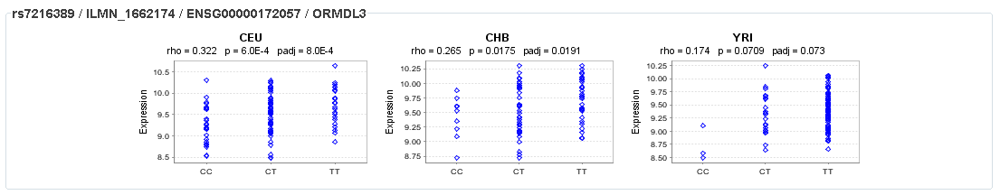 rs7216389 / ILMN_1662174 / ENSG00000172057 / ORMDL3
CEU
rho = 0.322 p = 6.0E-4 padj = 8.0E-4
Expression
10.5
10.0
9.5
9.0
8.5
CC CT TT
CHB
rho = 0.265 p = 0.0175 padj = 0.0191
Expression
10.25
10.00
9.75
9.50
9.25
9.00
8.75
CC CT TT
YRI
rho = 0.174 p = 0.0709 padj = 0.073
Expression
10.25
10.00
9.75
9.50
9.25
9.00
8.75
8.50
CC CT TT